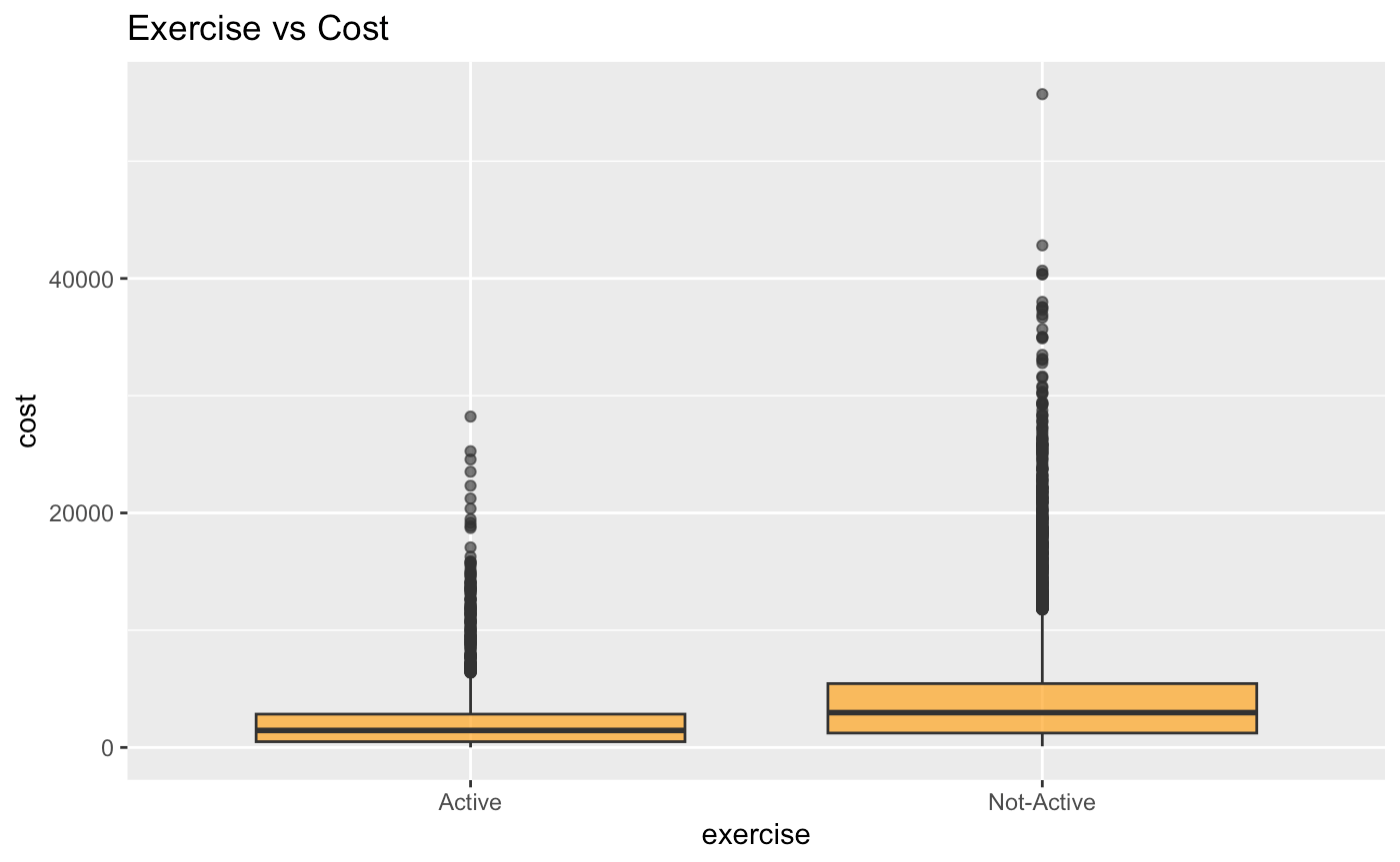 Exercise vs Cost
40000
20000
0
cost
Active
Not-Active
exercise